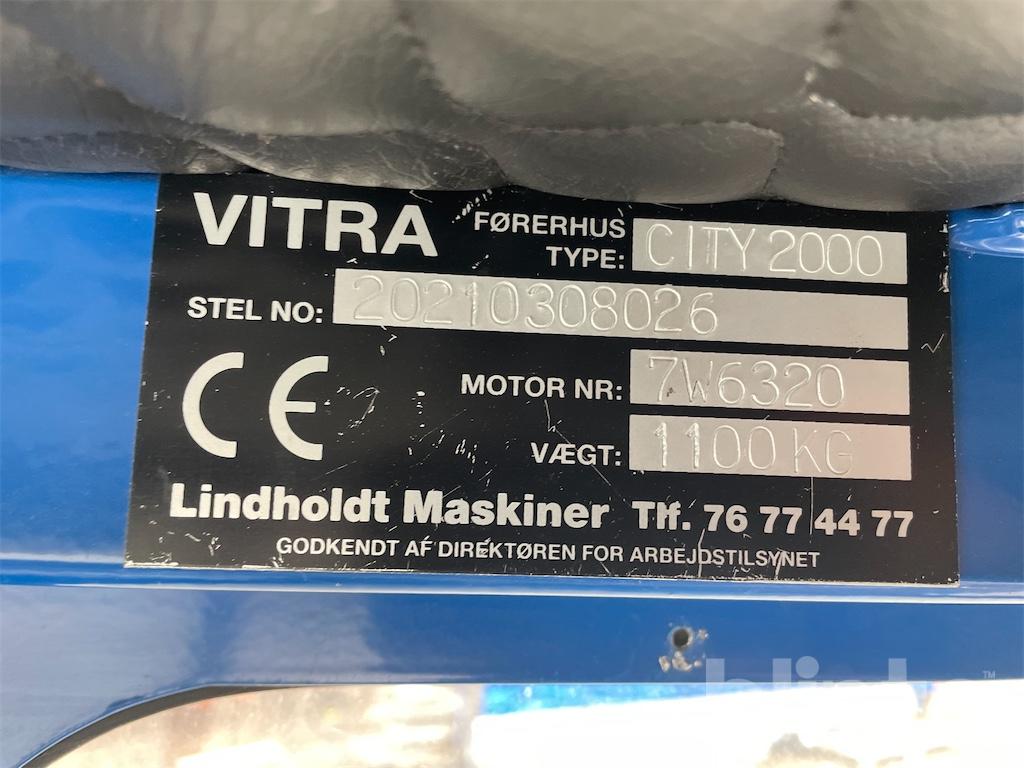 VITRA FØRERHUS TYPE: CITY 2000
STEL NO: 20210308026
CE
MOTOR NR: 7W6320
VÆGT: 1100 KG
Lindholdt Maskiner Tlf. 76 77 44 77
GODKENDT AF DIREKTØREN FOR ARBEJDSTILSYNET